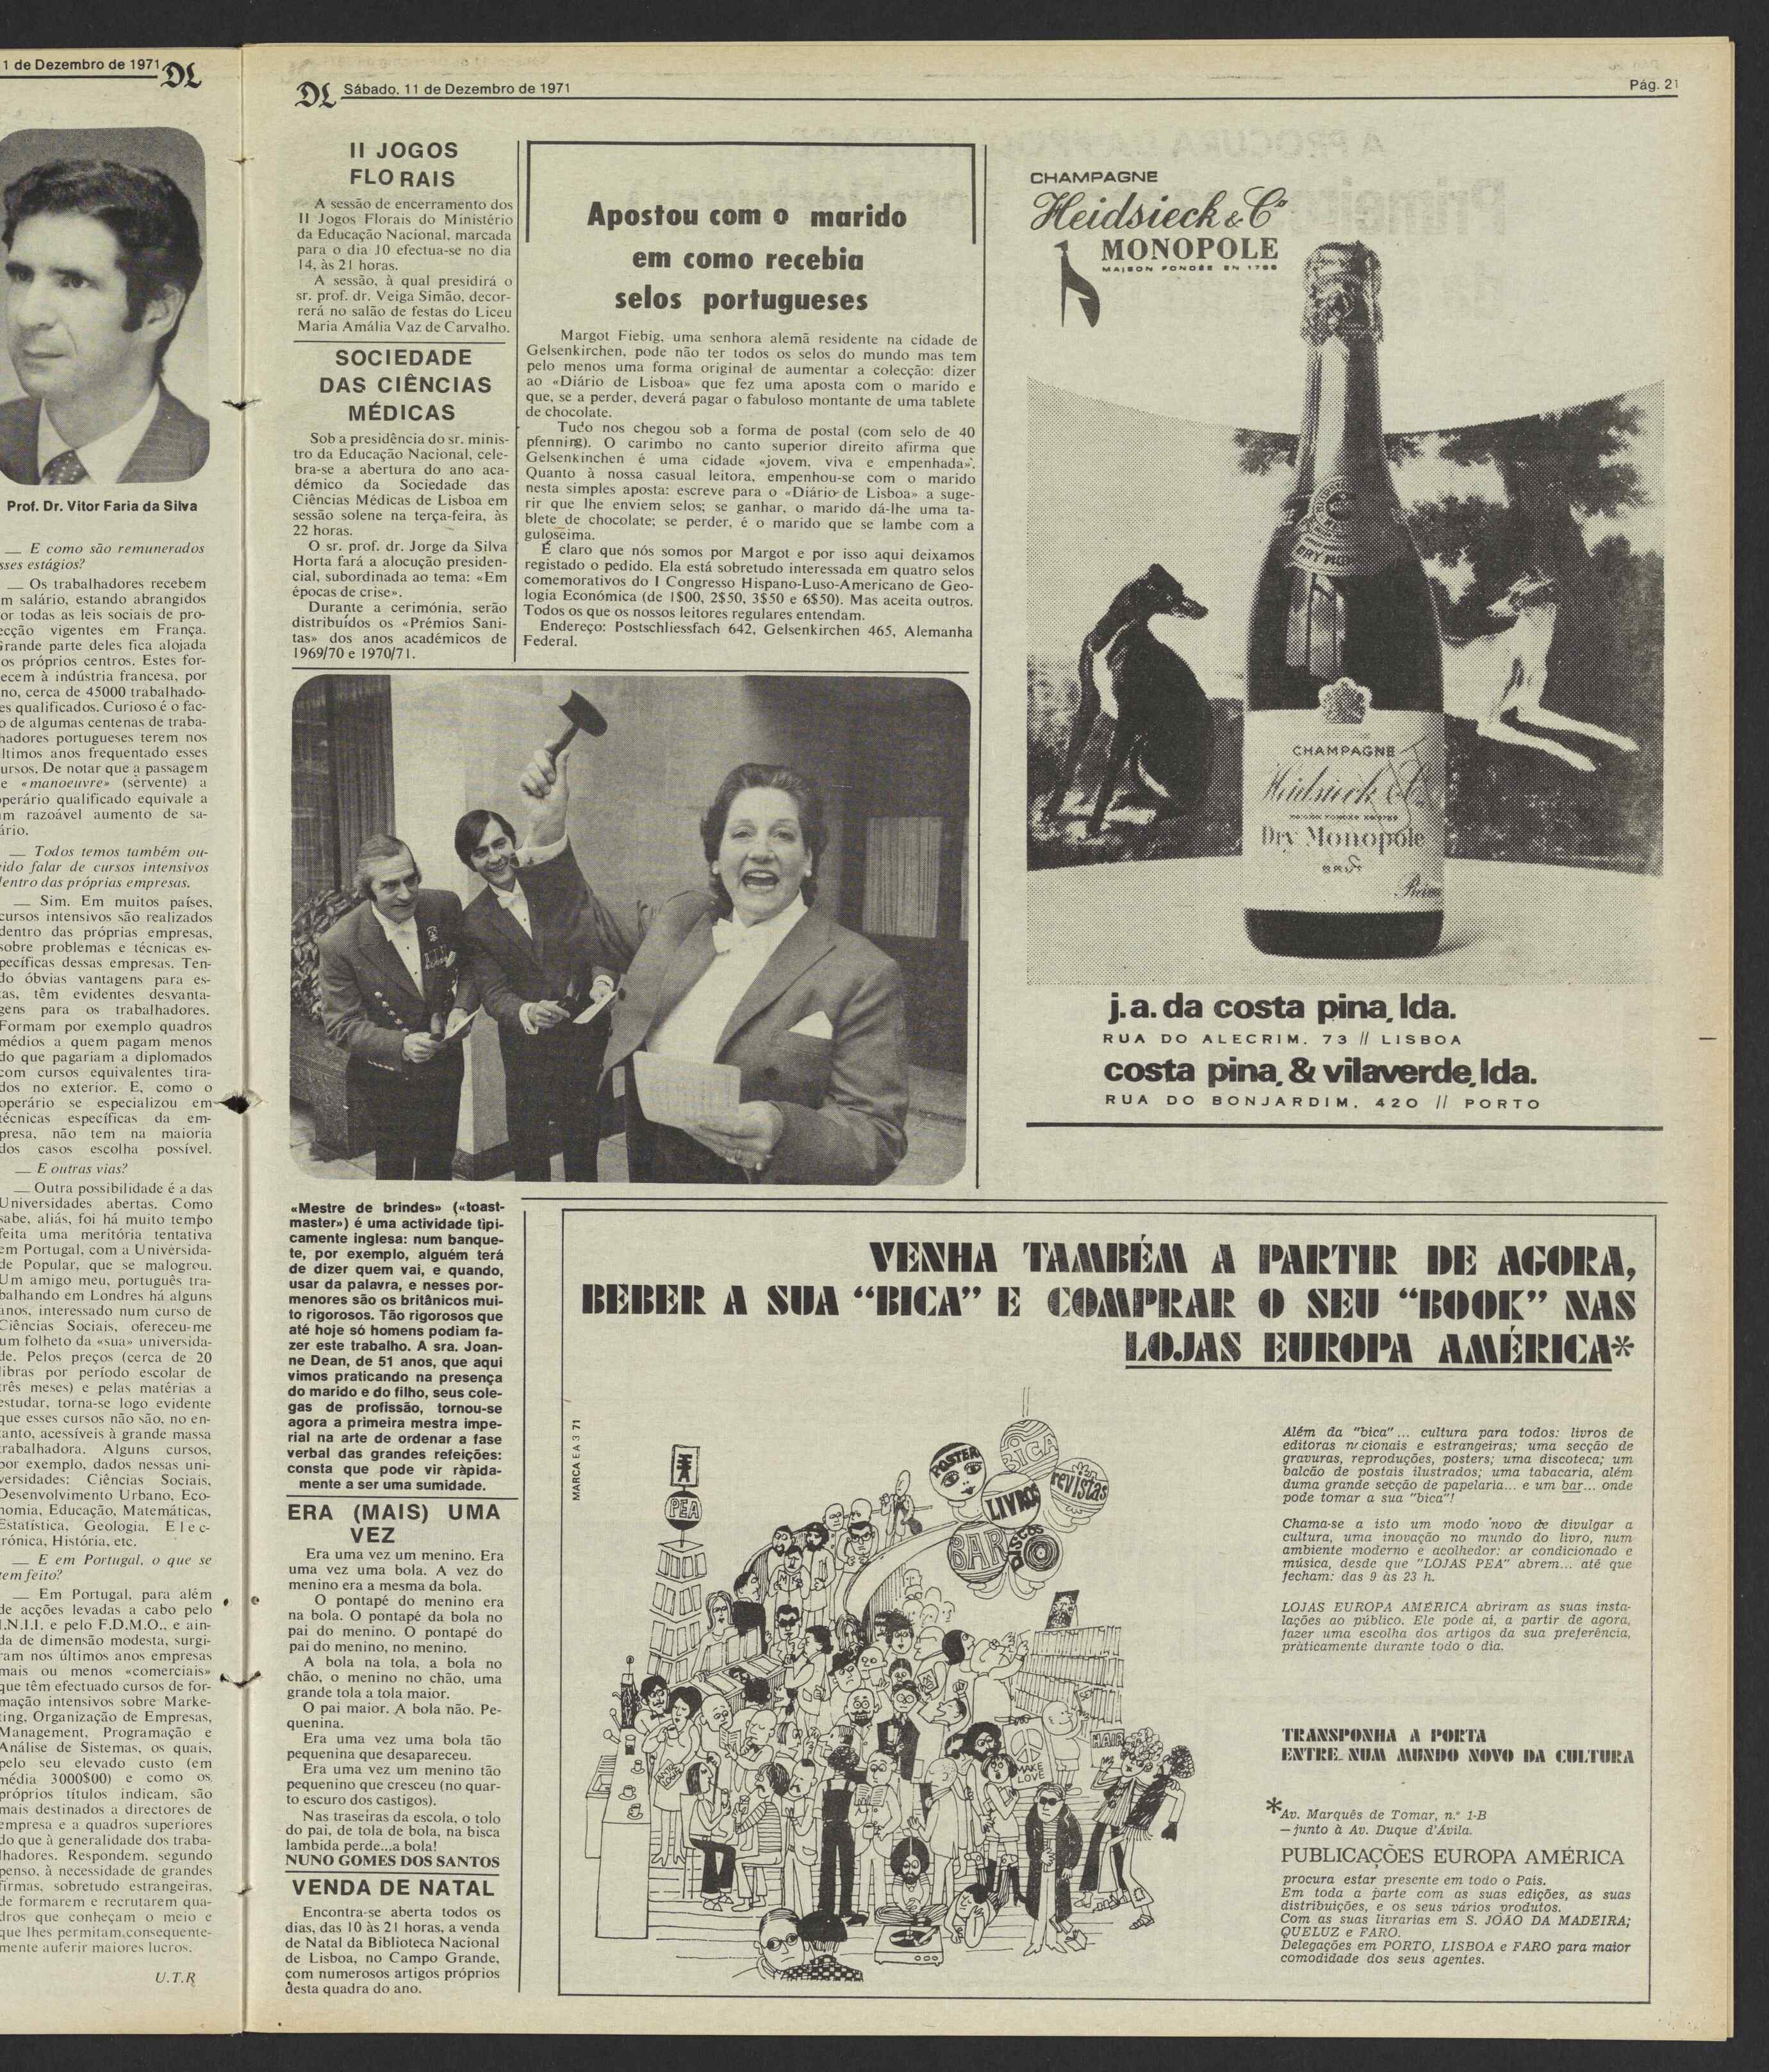 1 de Dezembro de 1971 DL
Prof. Dr. Vitor Faria da Silva
— E como são remunerados
sses estágios?
— Os trabalhadores recebem
m salário, estando abrangidos
or todas as leis sociais de pro-
ecção vigentes em França.
Grande parte deles fica alojada
os próprios centros. Estes for-
ecem à indústria francesa, por
no, cerca de 45000 trabalhado-
es qualificados. Curioso é o fac-
o de algumas centenas de traba-
hadores portugueses terem nos
ltimos anos frequentado esses
ursos. De notar que a passagem
e «manoeuvre» (servente) a
perário qualificado equivale a
m razoável aumento de sa-
ário.
— Todos temos também ou-
ido falar de cursos intensivos
dentro das próprias empresas.
— Sim. Em muitos países,
cursos intensivos são realizados
dentro das próprias empresas,
sobre problemas e técnicas es-
pecíficas dessas empresas. Ten-
do óbvias vantagens para es-
tas, têm evidentes desvanta-
gens para os trabalhadores.
Formam por exemplo quadros
médios a quem pagam menos
do que pagariam a diplomados
com cursos equivalentes tira-
dos no exterior. E, como o
operário se especializou em
técnicas específicas da em-
presa, não tem na maioria
dos casos escolha possível.
— E outras vias?
— Outra possibilidade é a das
Universidades abertas. Como
sabe, aliás, foi há muito tempo
feita uma meritória tentativa
em Portugal, com a Universida-
de Popular, que se malogrou.
Um amigo meu, português tra-
balhando em Londres há alguns
anos, interessado num curso de
Ciências Sociais, ofereceu-me
um folheto da «sua» universida-
de. Pelos preços (cerca de 20
libras por período escolar de
três meses) e pelas matérias a
estudar, torna-se logo evidente
que esses cursos não são, no en-
tanto, acessíveis à grande massa
trabalhadora. Alguns cursos,
por exemplo, dados nessas uni-
versidades: Ciências Sociais,
Desenvolvimento Urbano, Eco-
nomia, Educação, Matemáticas,
Estatística, Geologia, Elec-
trónica, História, etc.
— E em Portugal, o que se
tem feito?
— Em Portugal, para além
de acções levadas a cabo pelo
I.N.I.I. e pelo F.D.M.O., e ain-
da de dimensão modesta, surgi-
ram nos últimos anos empresas
mais ou menos «comerciais»
que têm efectuado cursos de for-
mação intensivos sobre Marke-
ting, Organização de Empresas,
Management, Programação e
Análise de Sistemas, os quais,
pelo seu elevado custo (em
média 3000$00) e como os
próprios títulos indicam, são
mais destinados a directores de
empresa e a quadros superiores
do que à generalidade dos traba-
lhadores. Respondem, segundo
penso, à necessidade de grandes
firmas, sobretudo estrangeiras,
de formarem e recrutarem qua-
dros que conheçam o meio e
que lhes permitam consequente-
mente auferir maiores lucros.
U.T.R
DL Sábado, 11 de Dezembro de 1971
Pág. 21
II JOGOS
FLORAIS
A sessão de encerramento dos
II Jogos Florais do Ministério
da Educação Nacional, marcada
para o dia 10 efectua-se no dia
14, às 21 horas.
A sessão, à qual presidirá o
sr. prof. dr. Veiga Simão, decor-
rerá no salão de festas do Liceu
Maria Amália Vaz de Carvalho.
SOCIEDADE
DAS CIÊNCIAS
MÉDICAS
Sob a presidência do sr. minis-
tro da Educação Nacional, cele-
bra-se a abertura do ano aca-
démico da Sociedade das
Ciências Médicas de Lisboa em
sessão solene na terça-feira, às
22 horas.
O sr. prof. dr. Jorge da Silva
Horta fará a alocução presiden-
cial, subordinada ao tema: «Em
épocas de crise».
Durante a cerimónia, serão
distribuídos os «Prémios Sani-
tas» dos anos académicos de
1969/70 e 1970/71.
Apostou com o marido
em como recebia
selos portugueses
Margot Fiebig, uma senhora alemã residente na cidade de
Gelsenkirchen, pode não ter todos os selos do mundo mas tem
pelo menos uma forma original de aumentar a colecção: dizer
ao «Diário de Lisboa» que fez uma aposta com o marido e
que, se a perder, deverá pagar o fabuloso montante de uma tablete
de chocolate.
Tudo nos chegou sob a forma de postal (com selo de 40
pfennirg). O carimbo no canto superior direito afirma que
Gelsenkinchen é uma cidade «jovem, viva e empenhada».
Quanto à nossa casual leitora, empenhou-se com o marido
nesta simples aposta: escreve para o «Diário de Lisboa» a suge-
rir que lhe enviem selos; se ganhar, o marido dá-lhe uma ta-
blete de chocolate; se perder, é o marido que se lambe com a
guloseima.
É claro que nós somos por Margot e por isso aqui deixamos
registado o pedido. Ela está sobretudo interessada em quatro selos
comemorativos do I Congresso Hispano-Luso-Americano de Geo-
logia Económica (de 1$00, 2$50, 3$50 e 6$50). Mas aceita outros.
Todos os que os nossos leitores regulares entendam.
Endereço: Postschliessfach 642, Gelsenkirchen 465, Alemanha
Federal.
«Mestre de brindes» («toast-
master») é uma actividade tipi-
camente inglesa: num banque-
te, por exemplo, alguém terá
de dizer quem vai, e quando,
usar da palavra, e nesses por-
menores são os britânicos mui-
to rigorosos. Tão rigorosos que
até hoje só homens podiam fa-
zer este trabalho. A sra. Joan-
ne Dean, de 51 anos, que aqui
vimos praticando na presença
do marido e do filho, seus cole-
gas de profissão, tornou-se
agora a primeira mestra impe-
rial na arte de ordenar a fase
verbal das grandes refeições:
consta que pode vir ràpida-
mente a ser uma sumidade.
ERA (MAIS) UMA
VEZ
Era uma vez um menino. Era
uma vez uma bola. A vez do
menino era a mesma da bola.
O pontapé do menino era
na bola. O pontapé da bola no
pai do menino. O pontapé do
pai do menino, no menino.
A bola na tola, a bola no
chão, o menino no chão, uma
grande tola a tola maior.
O pai maior. A bola não. Pe-
quenina.
Era uma vez uma bola tão
pequenina que desapareceu.
Era uma vez um menino tão
pequenino que cresceu (no quar-
to escuro dos castigos).
Nas traseiras da escola, o tolo
do pai, de tola de bola, na bisca
lambida perde...a bola!
NUNO GOMES DOS SANTOS
VENDA DE NATAL
Encontra-se aberta todos os
dias, das 10 às 21 horas, a venda
de Natal da Biblioteca Nacional
de Lisboa, no Campo Grande,
com numerosos artigos próprios
desta quadra do ano.
CHAMPAGNE
Heidsieck & Co
MONOPOLE
MAISON FONDÉE EN 1785
CHAMPAGNE
Heidsieck & Co
Dry Monopole
BRUT
j.a. da costa pina, lda.
RUA DO ALECRIM, 73 // LISBOA
costa pina, & vilaverde, lda.
RUA DO BONJARDIM, 420 // PORTO
VENHA TAMBÉM A PARTIR DE AGORA,
BEBER A SUA “BICA” E COMPRAR O SEU “BOOK” NAS
LOJAS EUROPA AMÉRICA*
MARCA E A 3 71
PEA
POSTER
BICA
LIVROS
revistas
BAR
DISCOS
HAIR
MAKE
LOVE
Além da "bica"... cultura para todos: livros de
editoras nacionais e estrangeiras; uma secção de
gravuras, reproduções, posters; uma discoteca; um
balcão de postais ilustrados; uma tabacaria, além
duma grande secção de papelaria... e um bar... onde
pode tomar a sua "bica"!
Chama-se a isto um modo novo de divulgar a
cultura, uma inovação no mundo do livro, num
ambiente moderno e acolhedor: ar condicionado e
música, desde que "LOJAS PEA" abrem... até que
fecham: das 9 às 23 h.
LOJAS EUROPA AMÉRICA abriram as suas insta-
lações ao público. Ele pode aí, a partir de agora,
fazer uma escolha dos artigos da sua preferência,
pràticamente durante todo o dia.
TRANSPONHA A PORTA
ENTRE NUM MUNDO NOVO DA CULTURA
*Av. Marquês de Tomar, n.º 1-B
—junto à Av. Duque d'Ávila.
PUBLICAÇÕES EUROPA AMÉRICA
procura estar presente em todo o País.
Em toda a parte com as suas edições, as suas
distribuições, e os seus vários produtos.
Com as suas livrarias em S. JOÃO DA MADEIRA;
QUELUZ e FARO.
Delegações em PORTO, LISBOA e FARO para maior
comodidade dos seus agentes.